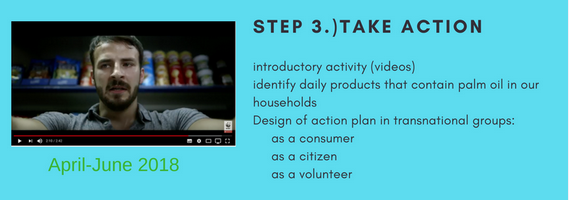 STEP 3.)TAKE ACTION
introductory activity (videos)
identify daily products that contain palm oil in our
households
Design of action plan in transnational groups:
as a consumer
as a citizen
as a volunteer
April-June 2018